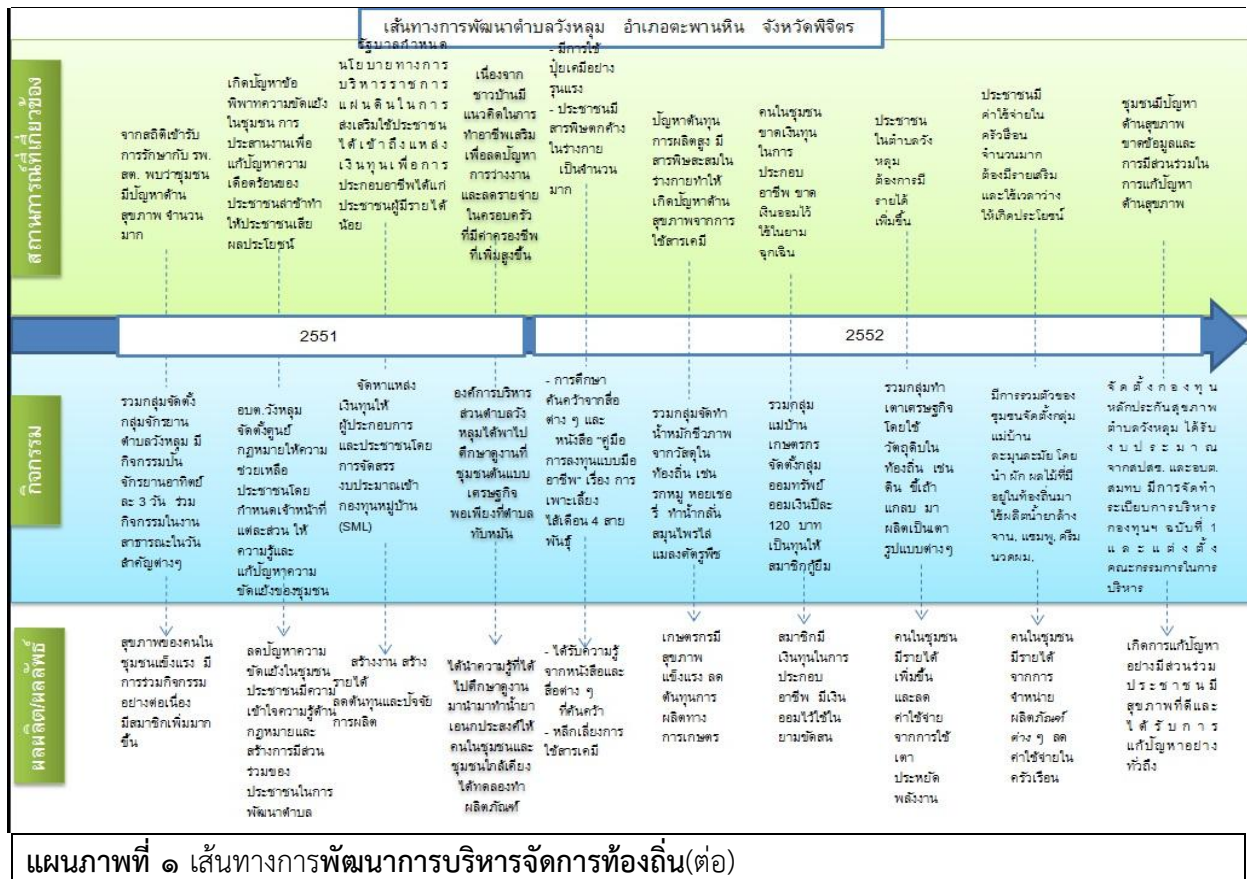 เส้นทางการพัฒนาตำบลวังหลุม อำเภอตะพานหิน จังหวัดพิจิตร
สถานการณ์ที่เกี่ยวข้อง
จากสถิติเข้ารับ
การรักษากับ รพ.
สต. พบว่าชุมชน
มีปัญหาด้าน
สุขภาพ จำนวน
มาก
เกิดปัญหาข้อ
พิพาทความขัดแย้ง
ในชุมชน การ
ประสานงานเพื่อ
แก้ปัญหาความ
เดือดร้อนของ
ประชาชนล่าช้าทำ
ให้ประชาชนเสีย
ผลประโยชน์
รัฐบาลกำหนด
นโยบายทางการ
บริหารราชการ
แผ่นดินในการ
ส่งเสริมใช้ประชาชน
ได้เข้าถึงแหล่ง
เงินทุนเพื่อการ
ประกอบอาชีพได้แก่
ประชาชนผู้มีรายได้
น้อย
เนื่องจาก
ชาวบ้านมี
แนวคิดในการ
ทำอาชีพเสริม
เพื่อลดปัญหา
การว่างงาน
และลดรายจ่าย
ในครอบครัว
ที่มีค่าครองชีพ
ที่เพิ่มสูงขึ้น
- มีการใช้
ปุ๋ยเคมีอย่าง
รุนแรง
- ประชาชนมี
สารพิษตกค้าง
ในร่างกาย
เป็นจำนวน
มาก
ปัญหาต้นทุน
การผลิตสูง มี
สารพิษสะสมใน
ร่างกายทำให้
เกิดปัญหาด้าน
สุขภาพจากการ
ใช้สารเคมี
คนในชุมชน
ขาดเงินทุน
ในการ
ประกอบ
อาชีพ ขาด
เงินออมไว้
ใช้ในยาม
ฉุกเฉิน
ประชาชน
ในตำบลวัง
หลุม
ต้องการมี
รายได้
เพิ่มขึ้น
ประชาชนมี
ค่าใช้จ่ายใน
ครัวเรือน
จำนวนมาก
ต้องมีรายเสริม
และใช้เวลาว่าง
ให้เกิดประโยชน์
ชุมชนมีปัญหา
ด้านสุขภาพ
ขาดข้อมูลและ
การมีส่วนร่วมใน
การแก้ปัญหา
ด้านสุขภาพ
2551
2552
กิจกรรม
รวมกลุ่มจัดตั้ง
กลุ่มจักรยาน
ตำบลวังหลุม มี
กิจกรรมปั่น
จักรยานอาทิตย์
ละ 3 วัน ร่วม
กิจกรรมในงาน
สาธารณะในวัน
สำคัญต่างๆ
อบต.วังหลุม
จัดตั้งศูนย์
กฎหมายให้ความ
ช่วยเหลือ
ประชาชนโดย
กำหนดเจ้าหน้าที่
แต่ละส่วน ให้
ความรู้และ
แก้ปัญหาความ
ขัดแย้งของชุมชน
จัดหาแหล่ง
เงินทุนให้
ผู้ประกอบการ
และประชาชนโดย
การจัดสรร
งบประมาณเข้า
กองทุนหมู่บ้าน
(SML)
องค์การบริหาร
ส่วนตำบลวัง
หลุมได้พาไป
ศึกษาดูงานที่
ชุมชนต้นแบบ
เศรษฐกิจ
พอเพียงที่ตำบล
ทับหมัน
- การศึกษา
ค้นคว้าจากสื่อ
ต่าง ๆ และ
หนังสือ "คู่มือ
การลงทุนแบบมือ
อาชีพ" เรื่อง การ
เพาะเลี้ยง
ไส้เดือน 4 สาย
พันธุ์
รวมกลุ่มจัดทำ
น้ำหมักชีวภาพ
จากวัสดุใน
ท้องถิ่น เช่น
รกหมู หอยเชอ
รี่ ทำน้ำกลั่น
สมุนไพรไล่
แมลงศัตรูพืช
รวมกลุ่ม
แม่บ้าน
เกษตรกร
จัดตั้งกลุ่ม
ออมทรัพย์
ออมเงินปีละ
120 บาท
เป็นทุนให้
สมาชิกกู้ยืม
รวมกลุ่มทำ
เตาเศรษฐกิจ
โดยใช้
วัตถุดิบใน
ท้องถิ่น เช่น
ดิน ขี้เถ้า
แกลบ มา
ผลิตเป็นเตา
รูปแบบต่างๆ
มีการรวมตัวของ
ชุมชนจัดตั้งกลุ่ม
แม่บ้าน
ละมุนละมัย โดย
นำ ผัก ผลไม้ที่มี
อยู่ในท้องถิ่นมา
ใช้ผลิตน้ำยาล้าง
จาน, แชมพู, ครีม
นวดผม,
จัดตั้งกองทุน
หลักประกันสุขภาพ
ตำบลวังหลุม ได้รับ
งบประมาณ
จากสปสช. และอบต.
สมทบ มีการจัดทำ
ระเบียบการบริหาร
กองทุนฯ ฉบับที่ 1
และแต่งตั้ง
คณะกรรมการในการ
บริหาร
ผลผลิต/ผลลัพธ์
สุขภาพของคนใน
ชุมชนแข็งแรง มี
การร่วมกิจกรรม
อย่างต่อเนื่อง
มีสมาชิกเพิ่มมาก
ขึ้น
ลดปัญหาความ
ขัดแย้งในชุมชน
ประชาชนมีความ
เข้าใจความรู้ด้าน
กฎหมายและ
สร้างการมีส่วน
ร่วมของ
ประชาชนในการ
พัฒนาตำบล
สร้างงาน สร้าง
รายได้
ลดต้นทุนและปัจจัย
การผลิต
ได้นำความรู้ที่ได้
ไปศึกษาดูงาน
มานำมาทำน้ำยา
เอนกประสงค์ให้
คนในชุมชนและ
ชุมชนใกล้เคียง
ได้ทดลองทำ
ผลิตภัณฑ์
- ได้รับความรู้
จากหนังสือและ
สื่อต่าง ๆ
ที่ค้นคว้า
- หลีกเลี่ยงการ
ใช้สารเคมี
เกษตรกรมี
สุขภาพ
แข็งแรง ลด
ต้นทุนการ
ผลิตทาง
การเกษตร
สมาชิกมี
เงินทุนในการ
ประกอบ
อาชีพ มีเงิน
ออมไว้ใช้ใน
ยามขัดสน
คนในชุมชน
มีรายได้
เพิ่มขึ้น
และลด
ค่าใช้จ่าย
จากการใช้
เตา
ประหยัด
พลังงาน
คนในชุมชน
มีรายได้
จากการ
จำหน่าย
ผลิตภัณฑ์
ต่าง ๆ ลด
ค่าใช้จ่ายใน
ครัวเรือน
เกิดการแก้ปัญหา
อย่างมีส่วนร่วม
ประชาชนมี
สุขภาพที่ดีและ
ได้รับการ
แก้ปัญหาอย่าง
ทั่วถึง
แผนภาพที่ ๑ เส้นทางการพัฒนาการบริหารจัดการท้องถิ่น(ต่อ)